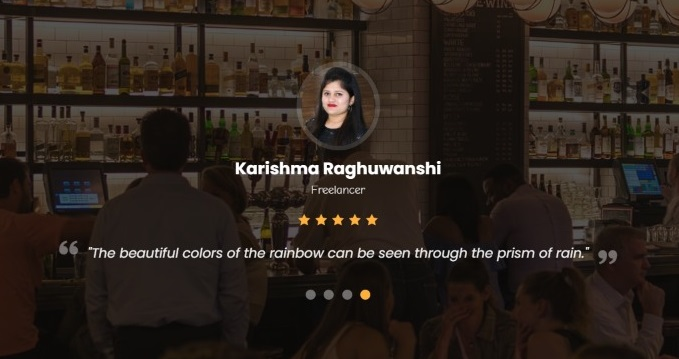 Karishma Raghuwanshi
Freelancer
"The beautiful colors of the rainbow can be seen through the prism of rain."